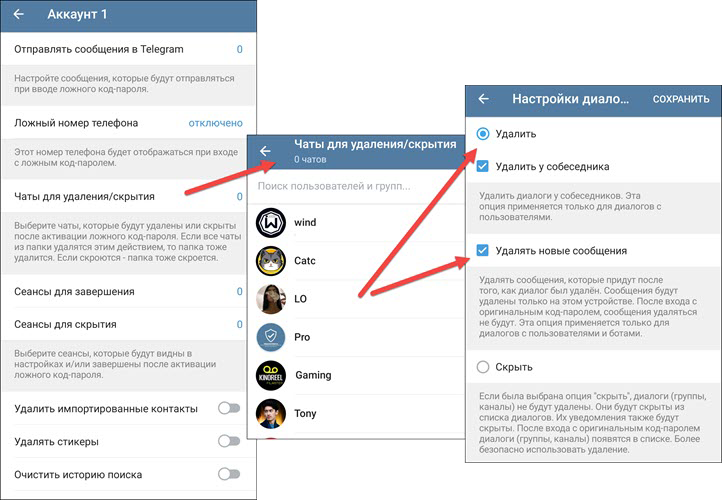 Аккаунт 1
Отправлять сообщения в Telegram 0
Настройте сообщения, которые будут отправляться
при вводе ложного код-пароля.
Ложный номер телефона отключено
Этот номер телефона будет отображаться при входе
с ложным код-паролем.
Чаты для удаления/скрытия 0
Выберите чаты, которые будут удалены или скрыты
после активации ложного кода-пароля. Если все чаты
из папки удалятся этим действием, то папка тоже
удалится. Если скроются - папка тоже скроется.
Сеансы для завершения 0
Сеансы для скрытия 0
Выберите сеансы, которые будут видны в
настройках и/или завершены после активации
ложного кода-пароля.
Удалить импортированные контакты
Удалять стикеры
Очистить историю поиска
Чаты для удаления/скрытия
0 чатов
Поиск пользователей и групп...
wind
Catc
LO
Pro
KINOREEL
Gaming
Tony
Настройки диало... СОХРАНИТЬ
Удалить
Удалить у собеседника
Удалить диалоги у собеседников. Эта
опция применяется только для диалогов с
пользователями.
Удалять новые сообщения
Удалять сообщения, которые придут после
того, как диалог был удалён. Сообщения будут
удалены только на этом устройстве. После входа с
оригинальным код-паролем, сообщения удаляться
не будут. Эта опция применяется только для
диалогов с пользователями и ботами.
Скрыть
Если была выбрана опция "скрыть", диалоги (группы,
каналы) не будут удалены. Они будут скрыты из
списка диалогов. Их уведомления также будут
скрыты. После входа с оригинальным код-паролем
диалоги (группы, каналы) появятся в списке. Более
безопасно использовать удаление.